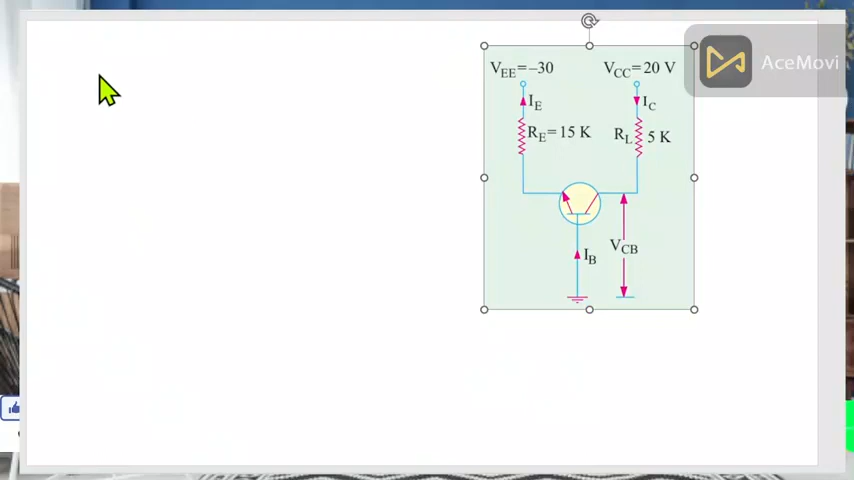 VEE=–30 VCC=20 V
IE IC
RE=15 K RL 5 K
VCB
IB
AceMovi